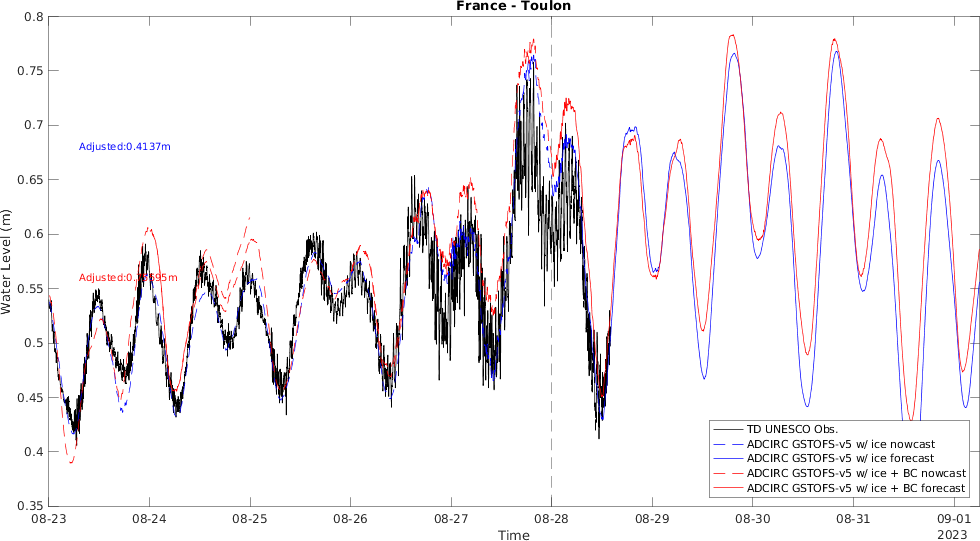 France - Toulon
0.8
0.75
0.7
0.65
0.6
0.55
0.5
0.45
0.4
0.35
Water Level (m)
Adjusted:0.4137m
TD UNESCO Obs.
ADCIRC GSTOFS-v5 w/ ice nowcast
ADCIRC GSTOFS-v5 w/ ice forecast
ADCIRC GSTOFS-v5 w/ ice + BC nowcast
ADCIRC GSTOFS-v5 w/ ice + BC forecast
08-23 08-24 08-25 08-26 08-27 08-28 08-29 08-30 08-31 09-01
2023
Time